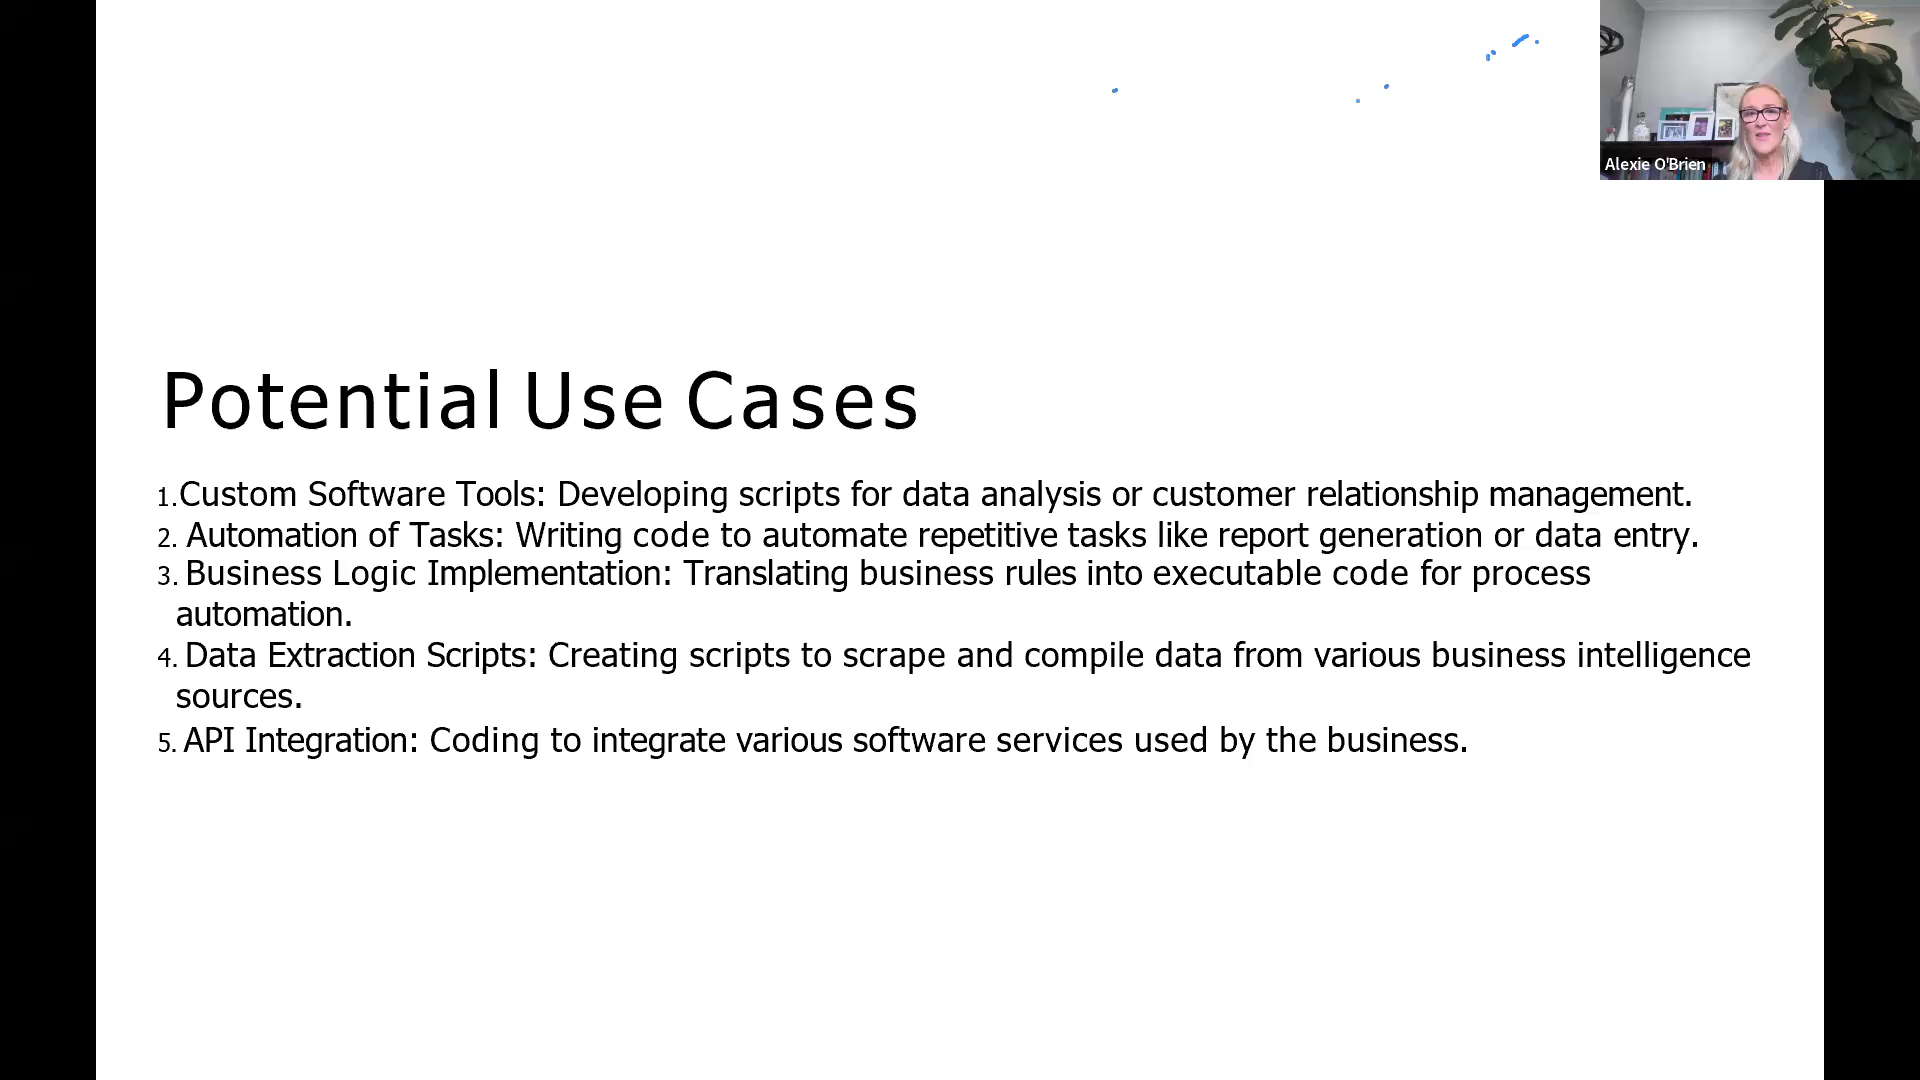 Alexie O'Brien
Potential Use Cases
1.Custom Software Tools: Developing scripts for data analysis or customer relationship management.
2. Automation of Tasks: Writing code to automate repetitive tasks like report generation or data entry.
3. Business Logic Implementation: Translating business rules into executable code for process
automation.
4. Data Extraction Scripts: Creating scripts to scrape and compile data from various business intelligence
sources.
5. API Integration: Coding to integrate various software services used by the business.